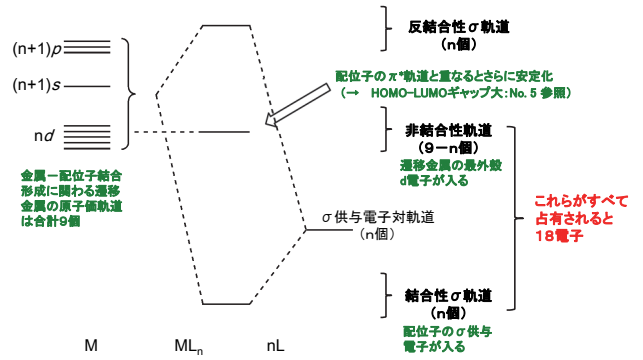 (n+1)p
(n+1)s
nd
金属－配位子結合
形成に関わる遷移
金属の原子価軌道
は合計9個
反結合性σ軌道
(n個)
配位子のπ*軌道と重なるとさらに安定化
(→ HOMO-LUMOギャップ大：No. 5 参照)
非結合性軌道
(9－n個)
遷移金属の最外殻
d電子が入る
σ供与電子対軌道
(n個)
これらがすべて
占有されると
18電子
結合性σ軌道
(n個)
配位子のσ供与
電子が入る
M
MLn
nL